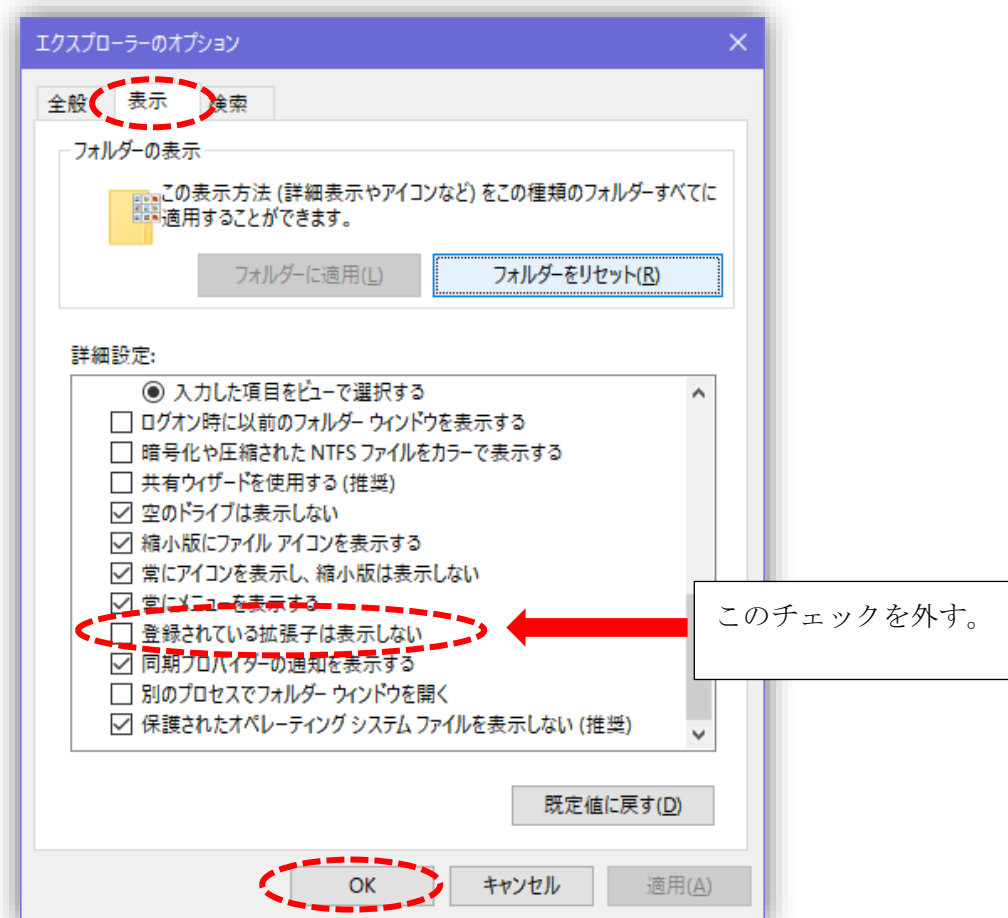 エクスプローラーのオプション
全般 表示 検索
フォルダーの表示
この表示方法 (詳細表示やアイコンなど) をこの種類のフォルダーすべてに
適用することができます。
フォルダーに適用(L) フォルダーをリセット(R)
詳細設定:
入力した項目をビューで選択する
ログオン時に以前のフォルダー ウィンドウを表示する
暗号化や圧縮された NTFS ファイルをカラーで表示する
共有ウィザードを使用する (推奨)
空のドライブは表示しない
縮小版にファイル アイコンを表示する
常にアイコンを表示し、縮小版は表示しない
常にメニューを表示する
登録されている拡張子は表示しない
同期プロバイダーの通知を表示する
別のプロセスでフォルダー ウィンドウを開く
保護されたオペレーティング システム ファイルを表示しない (推奨)
このチェックを外す。
既定値に戻す(D)
OK キャンセル 適用(A)